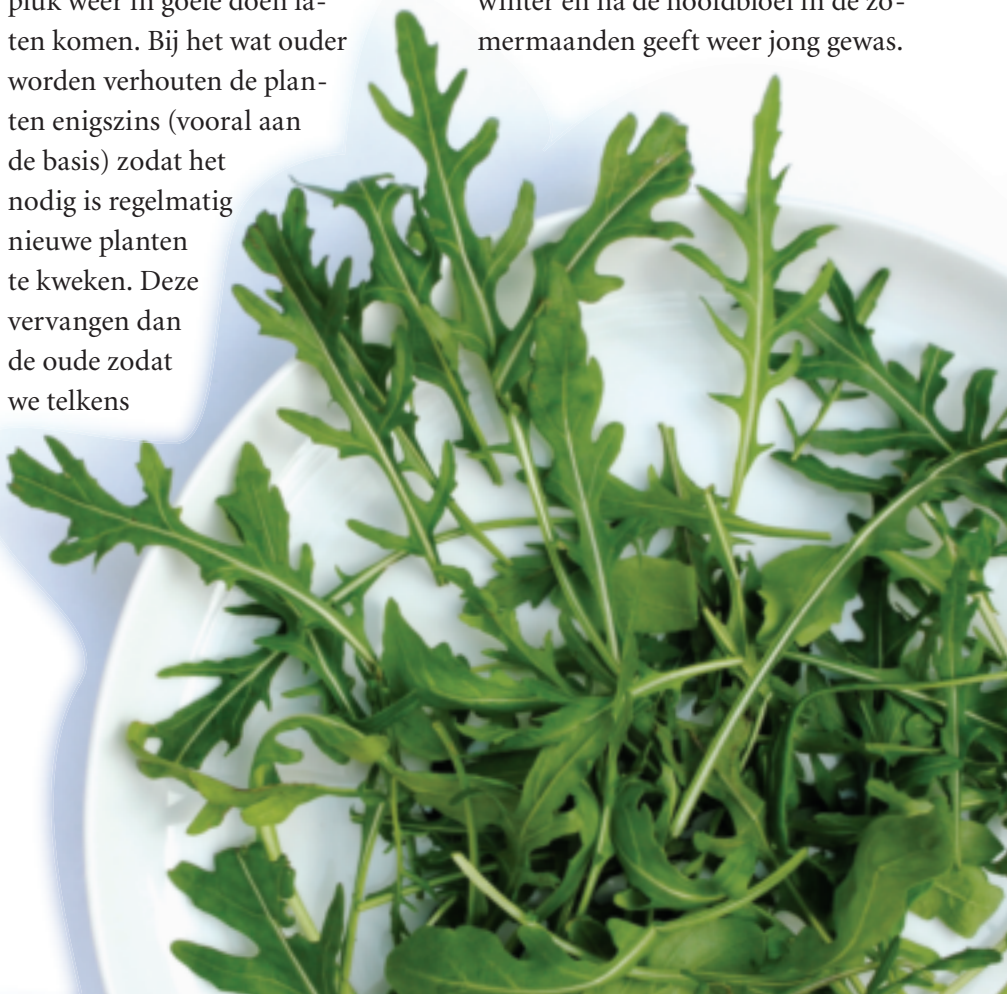 pluk weer in goeie doen la-
ten komen. Bij het wat ouder
worden verhouten de plan-
ten enigszins (vooral aan
de basis) zodat het
nodig is regelmatig
nieuwe planten
te kweken. Deze
vervangen dan
de oude zodat
we telkens
winter en na de hoofdbloei in de zo-
mermaanden geeft weer jong gewas.